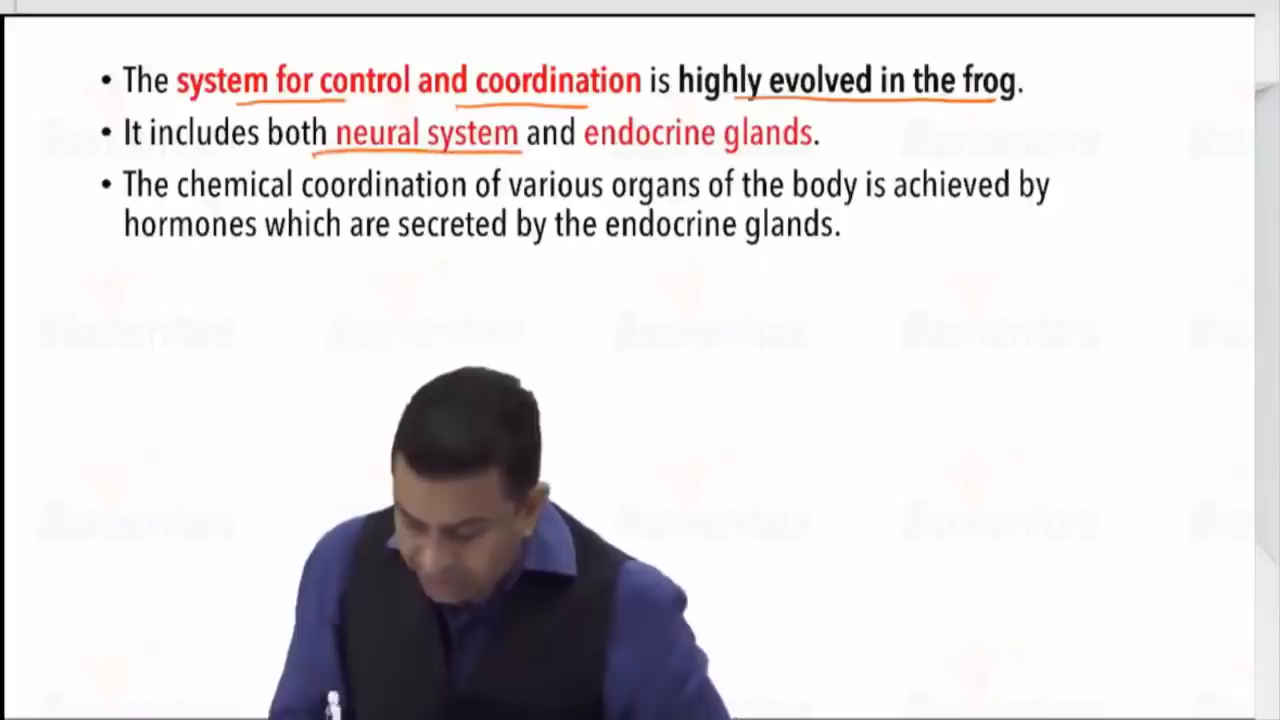 • The system for control and coordination is highly evolved in the frog.
• It includes both neural system and endocrine glands.
• The chemical coordination of various organs of the body is achieved by
hormones which are secreted by the endocrine glands.